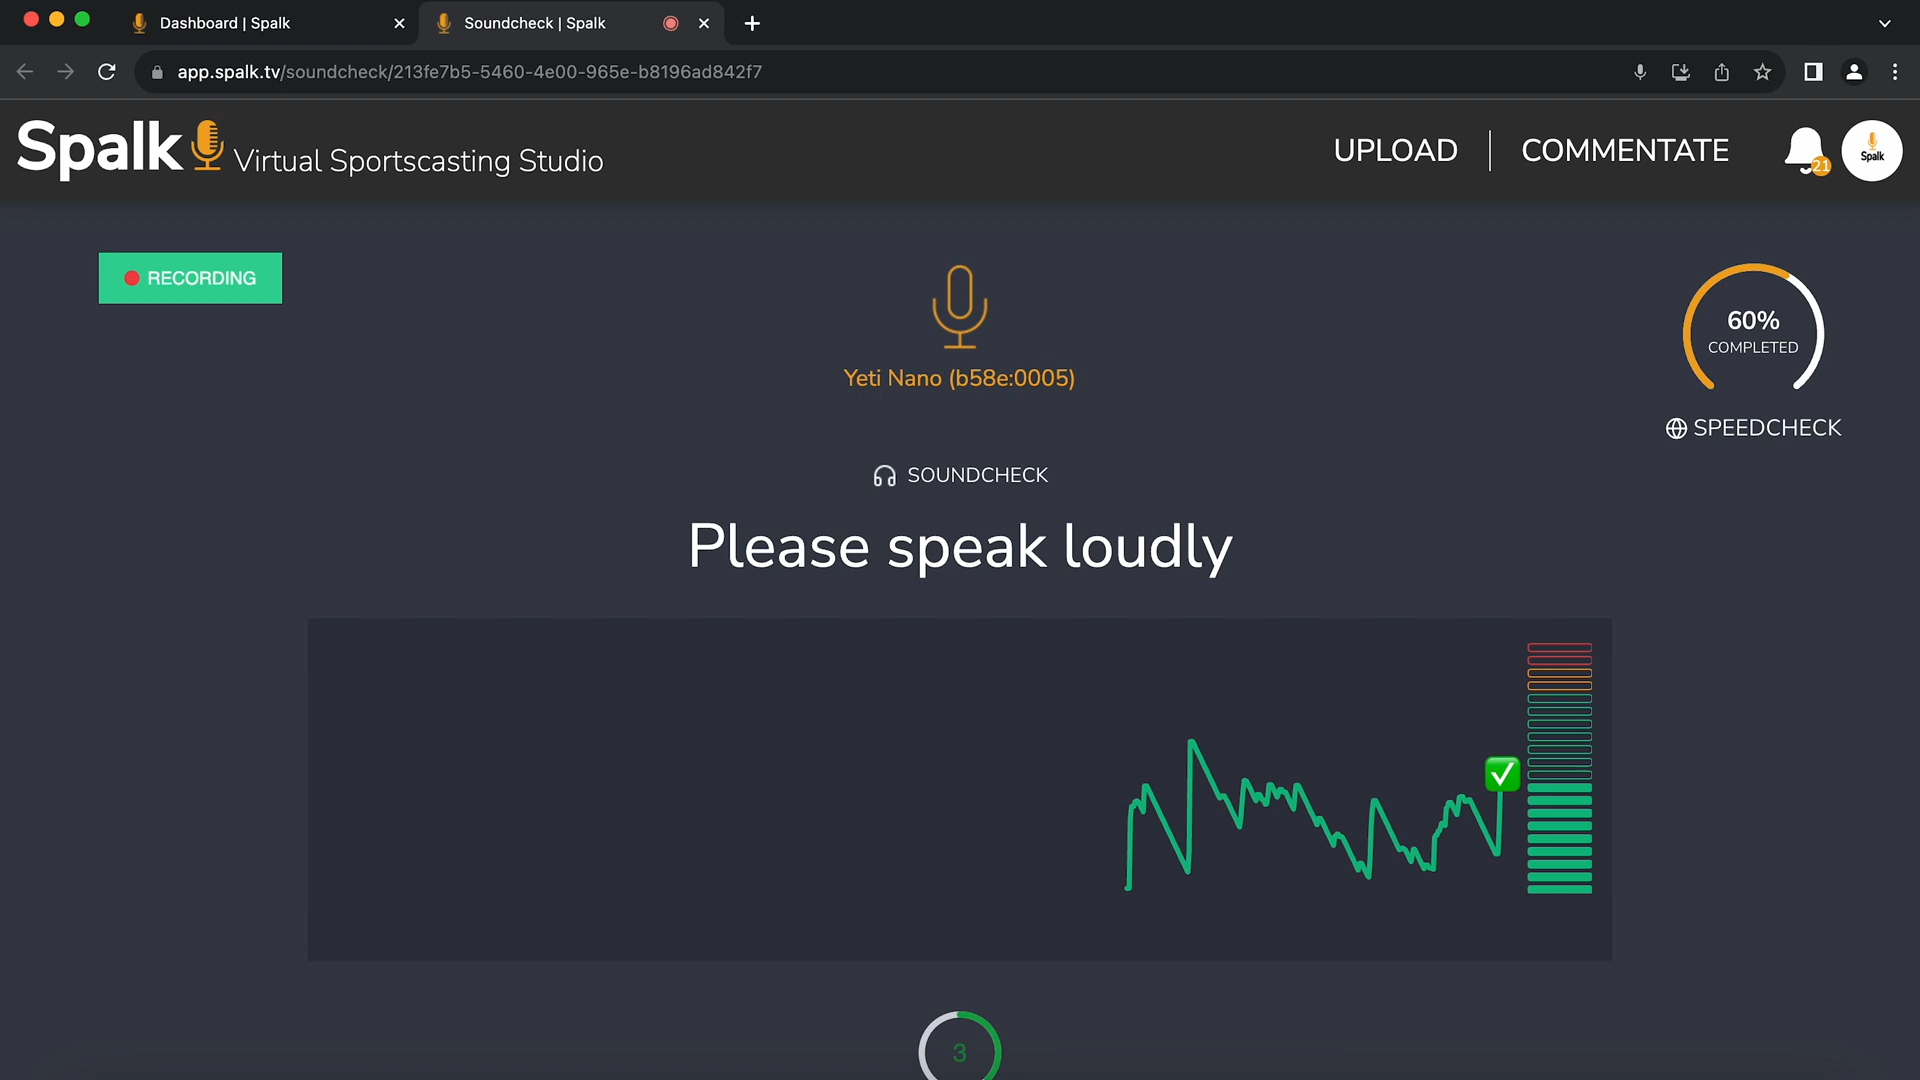 Dashboard | Spalk
Soundcheck | Spalk
app.spalk.tv/soundcheck/213fe7b5-5460-4e00-965e-b8196ad842f7
Spalk Virtual Sportscasting Studio
UPLOAD
COMMENTATE
21
Spalk
RECORDING
Yeti Nano (b58e:0005)
60%
COMPLETED
SPEEDCHECK
SOUNDCHECK
Please speak loudly
3